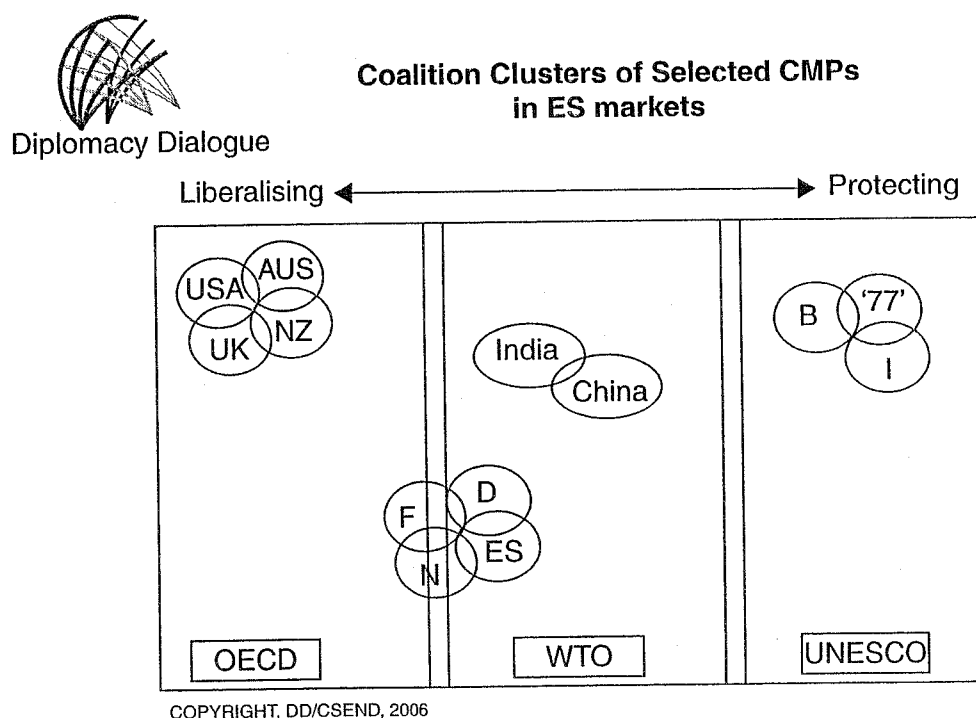 Diplomacy Dialogue
Coalition Clusters of Selected CMPs
in ES markets
Liberalising
Protecting
USA
AUS
UK
NZ
India
China
B
‘77’
I
F
D
N
ES
OECD
WTO
UNESCO
COPYRIGHT, DD/CSEND, 2006